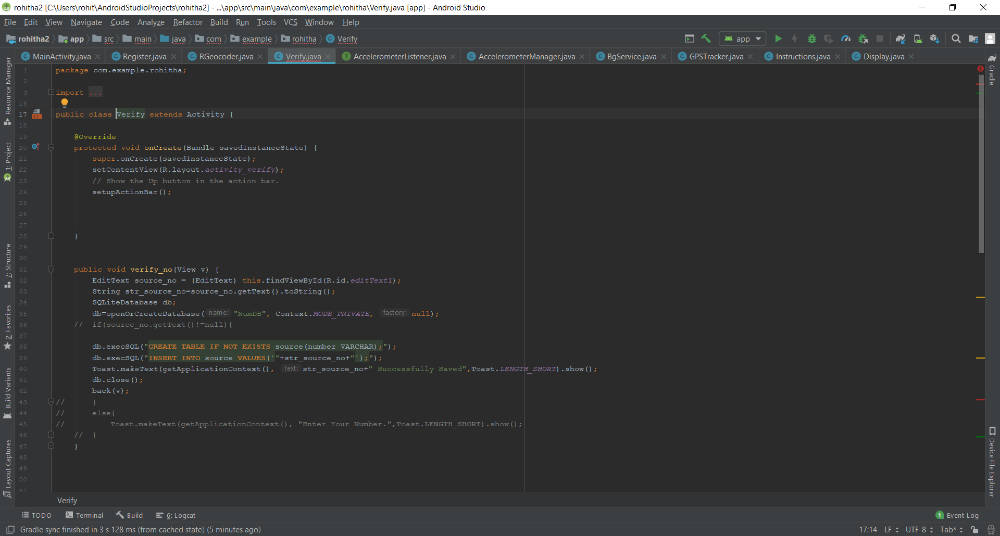 rohitha2 [C:\Users\rohit\AndroidStudioProjects\rohitha2] - ...\app\src\main\java\com\example\rohitha\Verify.java [app] - Android Studio
File Edit View Navigate Code Analyze Refactor Build Run Tools VCS Window Help
rohitha2 app src main java com example rohitha Verify app
MainActivity.java Register.java RGeocoder.java Verify.java AccelerometerListener.java AccelerometerManager.java BgService.java GPSTracker.java Instructions.java Display.java
Resource Manager
1: Project
7: Structure
2: Favorites
Build Variants
Layout Captures
Gradle
Device File Explorer
1 package com.example.rohitha;
2
3 import ...
16
17 public class Verify extends Activity {
18
19 @Override
20 protected void onCreate(Bundle savedInstanceState) {
21 super.onCreate(savedInstanceState);
22 setContentView(R.layout.activity_verify);
23 // Show the Up button in the action bar.
24 setupActionBar();
25
26
27
28 }
29
30
31 public void verify_no(View v) {
32 EditText source_no = (EditText) this.findViewById(R.id.editText1);
33 String str_source_no=source_no.getText().toString();
34 SQLiteDatabase db;
35 db=openOrCreateDatabase( name: "NumDB", Context.MODE_PRIVATE, factory: null);
36 // if(source_no.getText()!=null){
37
38 db.execSQL("CREATE TABLE IF NOT EXISTS source(number VARCHAR);");
39 db.execSQL("INSERT INTO source VALUES('"+str_source_no+"');");
40 Toast.makeText(getApplicationContext(), text: str_source_no+" Successfully Saved",Toast.LENGTH_SHORT).show();
41 db.close();
42 back(v);
43 // }
44 // else{
45 // Toast.makeText(getApplicationContext(), "Enter Your Number.",Toast.LENGTH_SHORT).show();
46 // }
47 }
48
49
50
51
Verify
TODO Terminal Build 6: Logcat 1 Event Log
Gradle sync finished in 3 s 128 ms (from cached state) (5 minutes ago) 17:14 LF UTF-8 Tab*